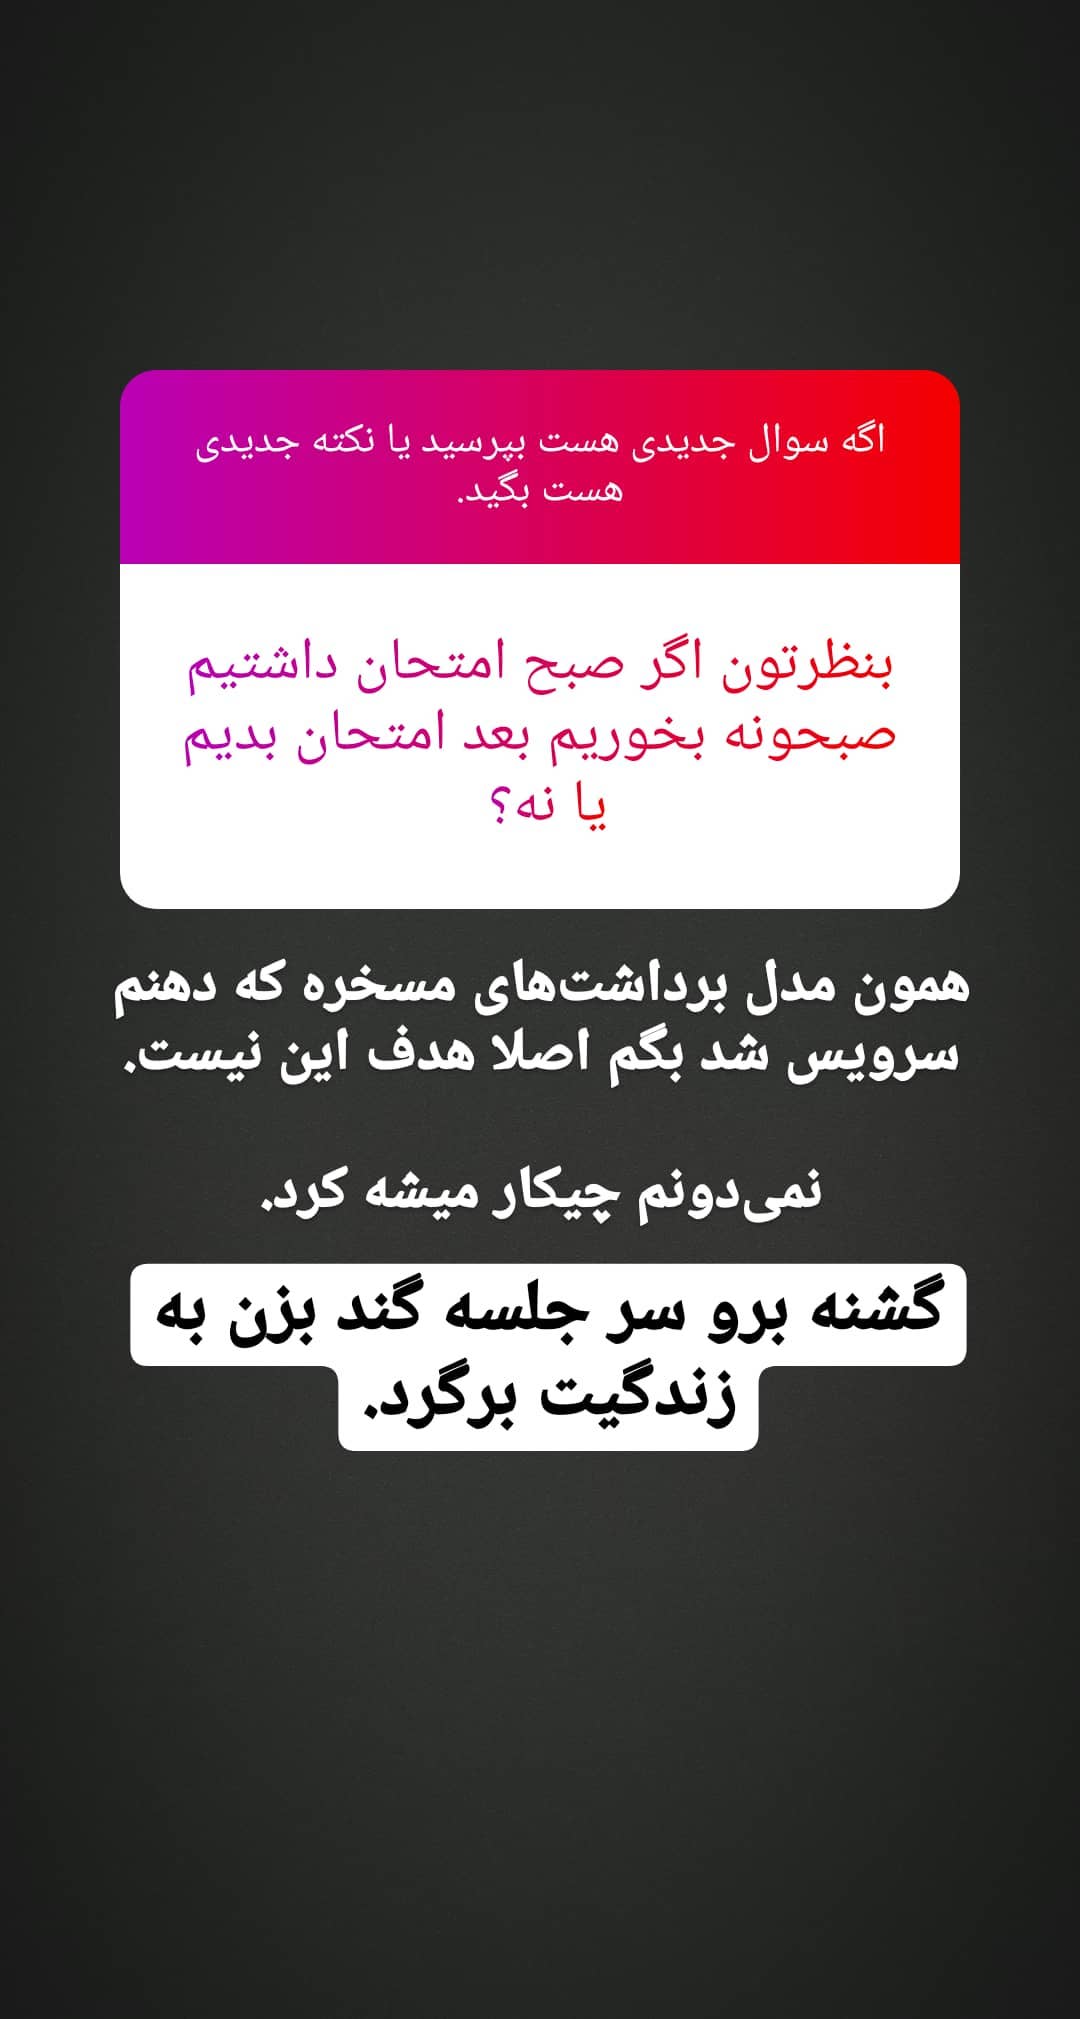 اگه سوال جدیدی هست بپرسید یا نکته جدیدی
هست بگید.
بنظرتون اگر صبح امتحان داشتیم
صبحونه بخوریم بعد امتحان بدیم
یا نه؟
همون مدل برداشت‌های مسخره که دهنم
سرویس شد بگم اصلا هدف این نیست.
نمی‌دونم چیکار میشه کرد.
گشنه برو سر جلسه گند بزن به
زندگیت برگرد.